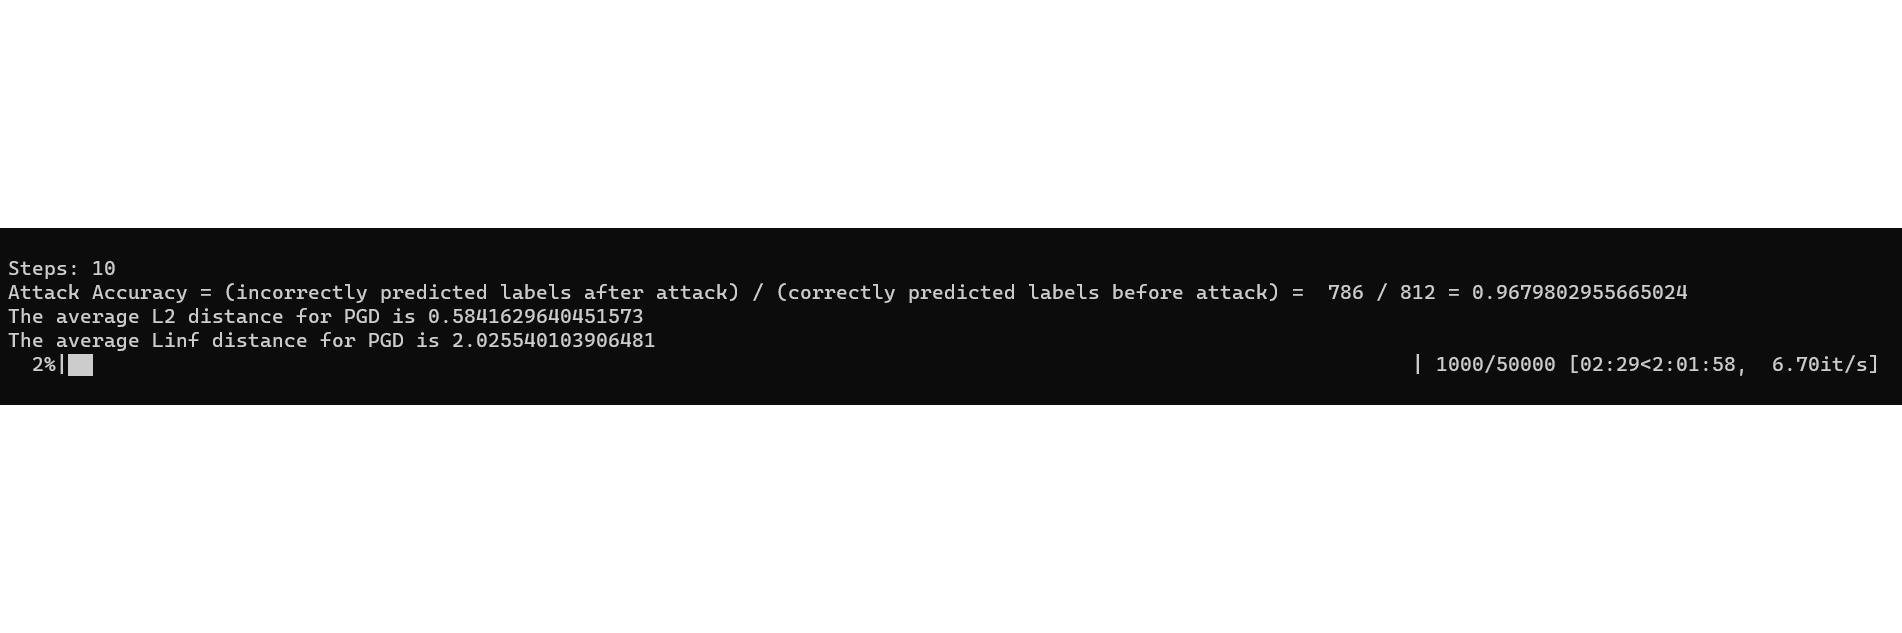 Steps: 10
Attack Accuracy = (incorrectly predicted labels after attack) / (correctly predicted labels before attack) =  786 / 812 = 0.9679802955665024
The average L2 distance for PGD is 0.5841629640451573
The average Linf distance for PGD is 2.025540103906481
2%| | 1000/50000 [02:29<2:01:58,  6.70it/s]